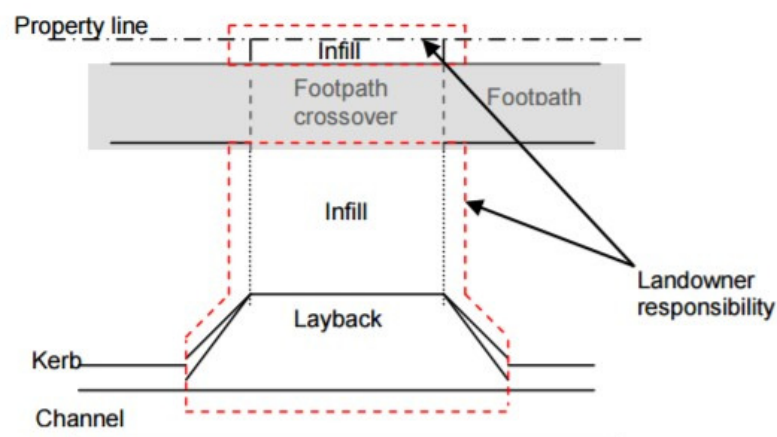 Property line
Infill
Footpath
crossover
Footpath
Infill
Landowner
responsibility
Layback
Kerb
Channel